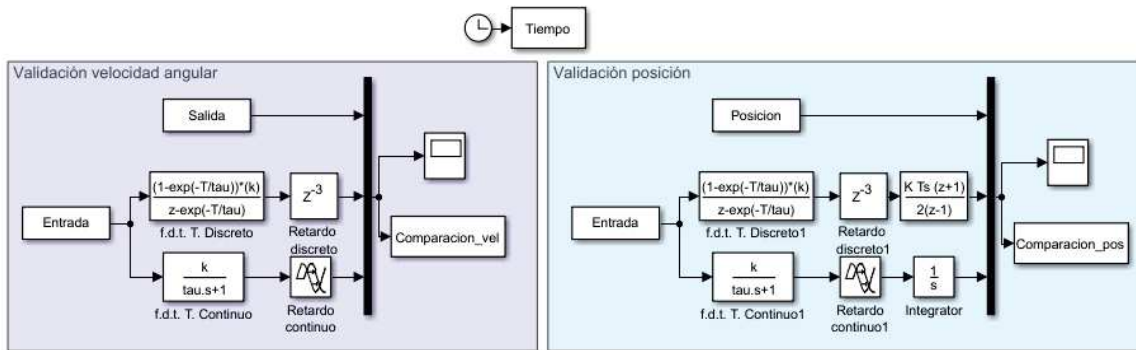 Tiempo
Validación velocidad angular
Salida
Entrada
(1-exp(-T/tau))*(k)
z-exp(-T/tau)
f.d.t. T. Discreto
Z-3
Retardo
discreto
k
tau.s+1
f.d.t. T. Continuo
Retardo
continuo
Comparacion_vel
Validación posición
Posicion
Entrada
(1-exp(-T/tau))*(k)
z-exp(-T/tau)
f.d.t. T. Discreto1
Z-3
Retardo
discreto1
K Ts (z+1)
2(z-1)
k
tau.s+1
f.d.t. T. Continuo1
Retardo
continuo1
1
s
Integrator
Comparacion_pos